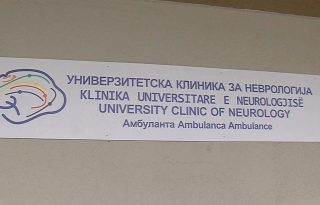 УНИВЕРЗИТЕТСКА КЛИНИКА ЗА НЕВРОЛОГИЈА
KLINIKA UNIVERSITARE E NEUROLOGJISË
UNIVERSITY CLINIC OF NEUROLOGY
Амбуланта Ambulanca Ambulance